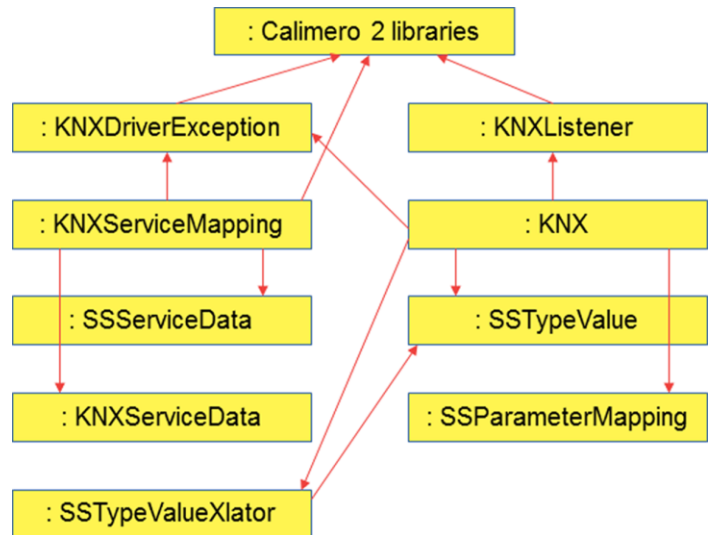 : Calimero 2 libraries
: KNXDriverException
: KNXListener
: KNXServiceMapping
: KNX
: SSServiceData
: SSTypeValue
: KNXServiceData
: SSParameterMapping
: SSTypeValueXlator